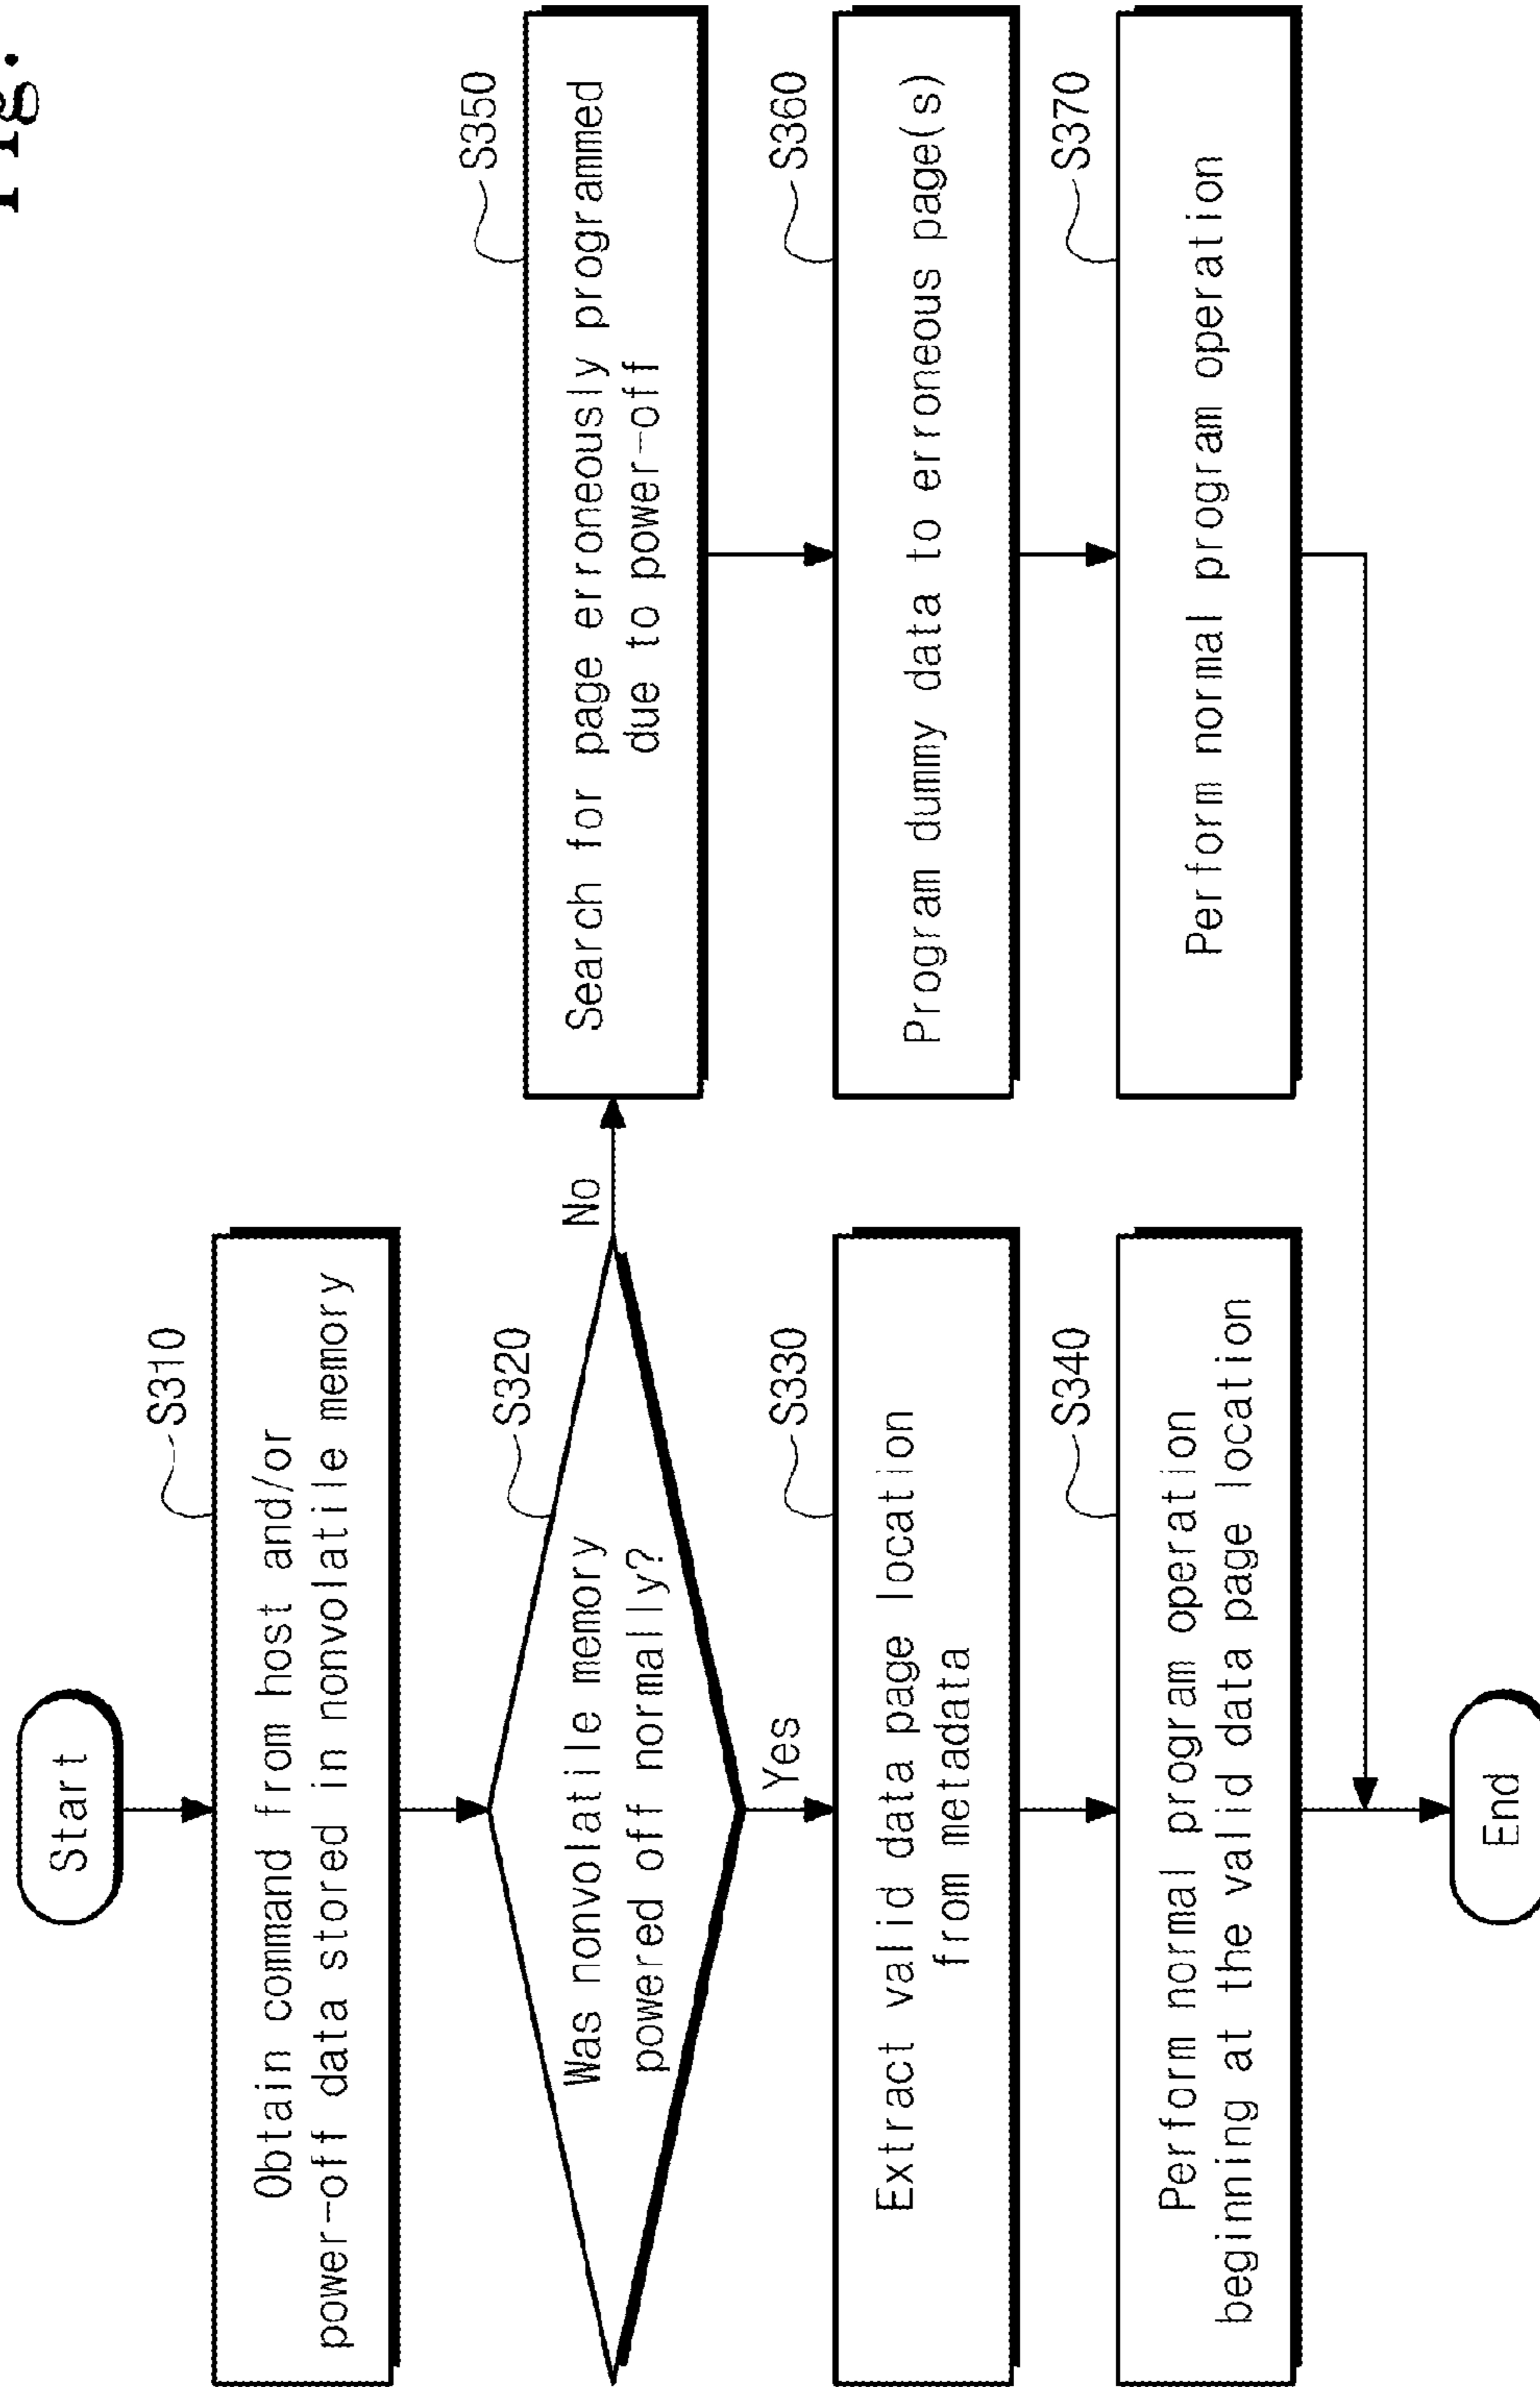 Fig.
Start
S310
Obtain command from host and/or
power-off data stored in nonvolatile memory
S320
Was nonvolatile memory
powered off normally?
No
Yes
S330
Extract valid data page location
from metadata
S340
Perform normal program operation
beginning at the valid data page location
S350
Search for page erroneously programmed
due to power-off
S360
Program dummy data to erroneous page(s)
S370
Perform normal program operation
End